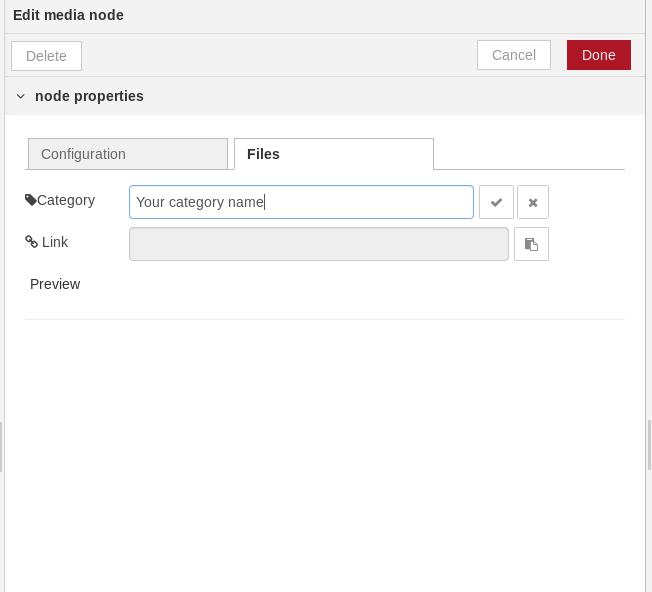 Edit media node
Delete
Cancel
Done
node properties
Configuration
Files
Category
Your category name
Link
Preview